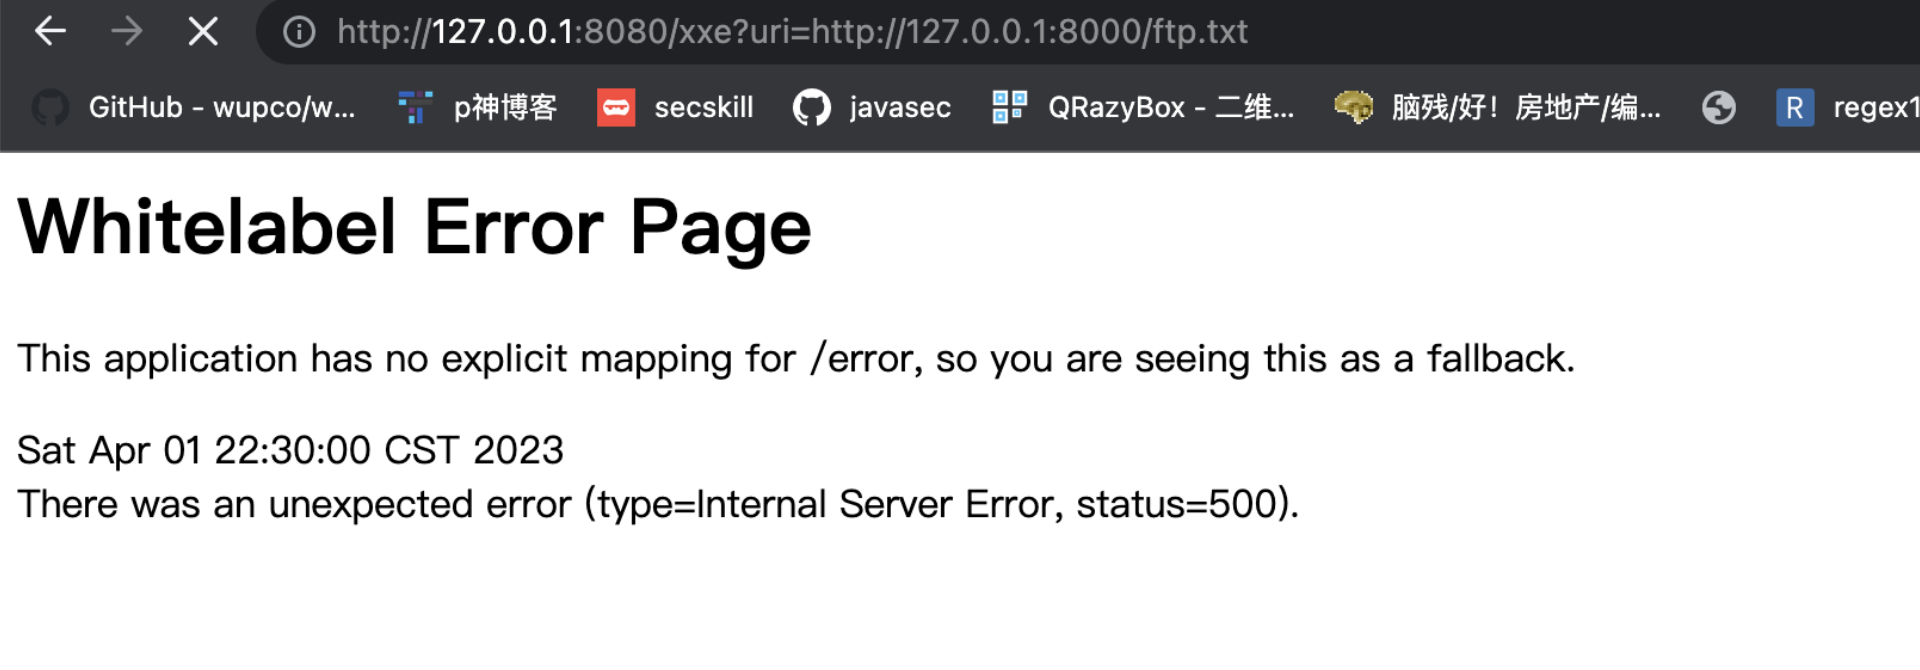 http://127.0.0.1:8080/xxe?uri=http://127.0.0.1:8000/ftp.txt
GitHub - wupco/w... p神博客 secskill javasec QRazyBox - 二维... 脑残/好！房地产/编... R regex1
Whitelabel Error Page
This application has no explicit mapping for /error, so you are seeing this as a fallback.
Sat Apr 01 22:30:00 CST 2023
There was an unexpected error (type=Internal Server Error, status=500).